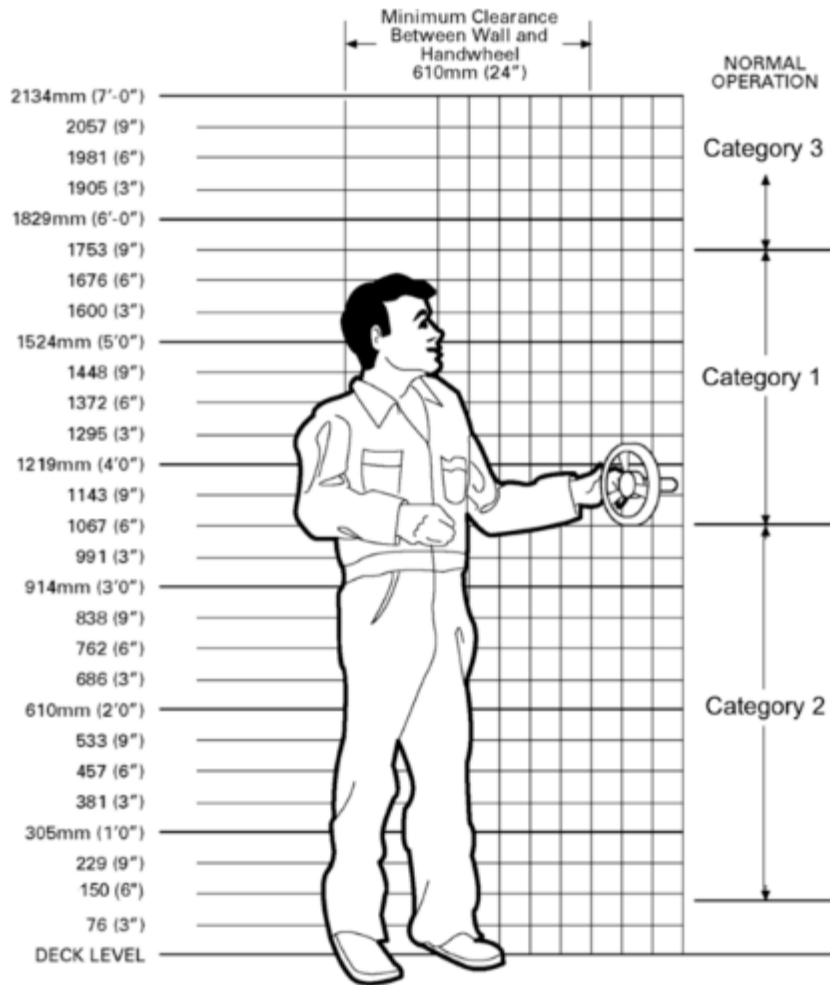 Minimum Clearance
Between Wall and
Handwheel
610mm (24")
NORMAL
OPERATION
2134mm (7'-0")
2057 (9")
1981 (6")
1905 (3")
1829mm (6'-0")
1753 (9")
1676 (6")
1600 (3")
1524mm (5'0")
1448 (9")
1372 (6")
1295 (3")
1219mm (4'0")
1143 (9")
1067 (6")
991 (3")
914mm (3'0")
838 (9")
762 (6")
686 (3")
610mm (2'0")
533 (9")
457 (6")
381 (3")
305mm (1'0")
229 (9")
150 (6")
76 (3")
DECK LEVEL
Category 3
Category 1
Category 2